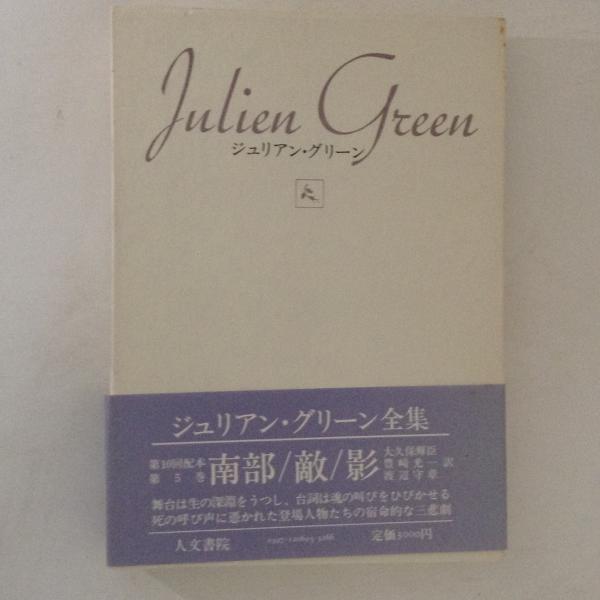 Julien Green
ジュリアン・グリーン
ジュリアン・グリーン全集
第10回配本
第5巻
南部/敵/影
大久保輝臣
豊崎光一訳
渡辺守章
舞台は生の深淵をうつし、台詞は魂の叫びをひびかせる
死の呼び声に憑かれた登場人物たちの宿命的な三悲劇
人文書院
定価3000円